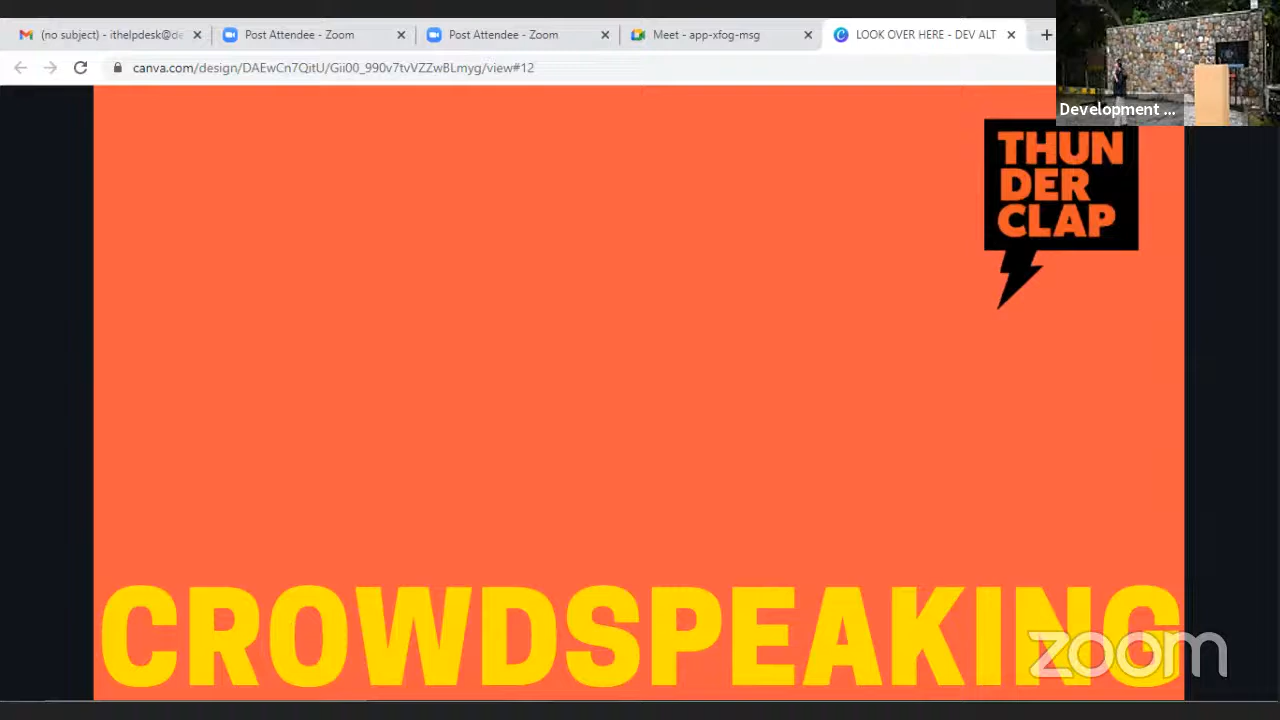 (no subject) - ithelpdesk@de
Post Attendee - Zoom
Post Attendee - Zoom
Meet - app-xfog-msg
LOOK OVER HERE - DEV ALT
canva.com/design/DAEwCn7QitU/Gii00_990v7tvVZZwBLmyg/view#12
Development ...
THUN
DER
CLAP
CROWDSPEAKING
zoom